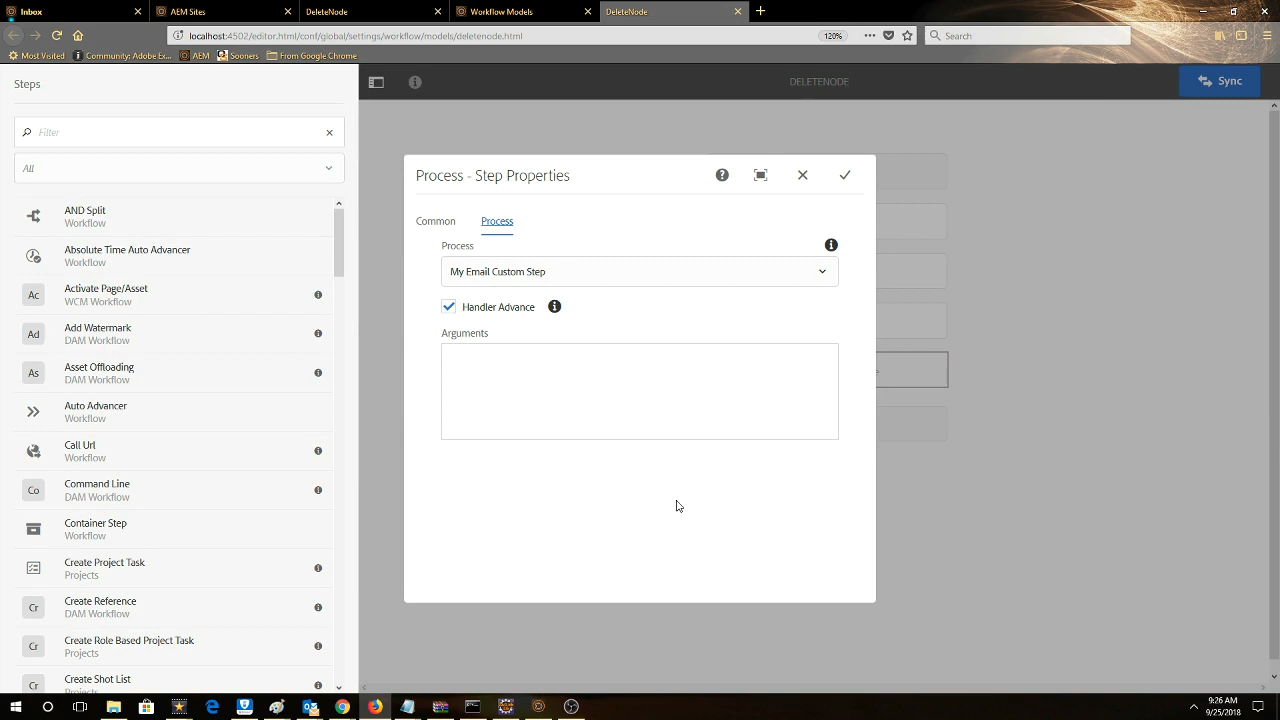 Inbox
AEM Sites
DeleteNode
Workflow Models
DeleteNode
localhost:4502/editor.html/conf/global/settings/workflow/models/deletenode.html
120%
Search
Most Visited
Community: Adobe Ex...
AEM
Sooners
From Google Chrome
Steps
DELETENODE
Sync
Filter
All
AND Split
Workflow
Absolute Time Auto Advancer
Workflow
Ac
Activate Page/Asset
WCM Workflow
Ad
Add Watermark
DAM Workflow
As
Asset Offloading
DAM Workflow
Auto Advancer
Workflow
Call Url
Workflow
Co
Command Line
DAM Workflow
Container Step
Workflow
Create Project Task
Projects
Cr
Create Reference
DAM Workflow
Cr
Create Role Based Project Task
Projects
Cr
Create Shot List
Projects
Process - Step Properties
Common
Process
Process
My Email Custom Step
Handler Advance
Arguments
9:26 AM
9/25/2018